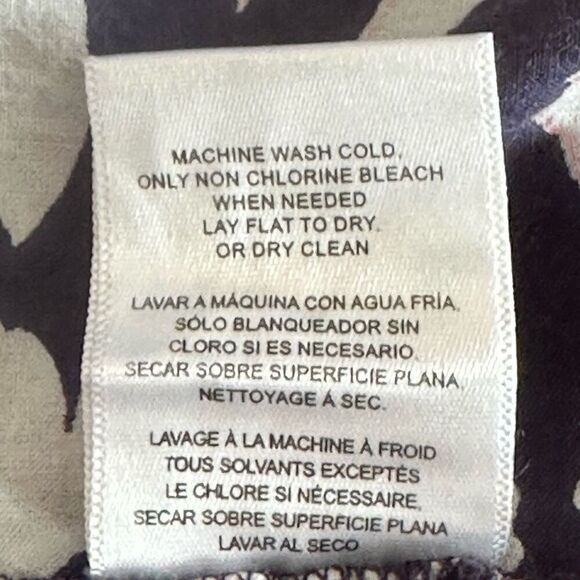 MACHINE WASH COLD,
ONLY NON CHLORINE BLEACH
WHEN NEEDED
LAY FLAT TO DRY.
OR DRY CLEAN
LAVAR A MÁQUINA CON AGUA FRÍA,
SÓLO BLANQUEADOR SIN
CLORO SI ES NECESARIO.
SECAR SOBRE SUPERFICIE PLANA.
NETTOYAGE Á SEC.
LAVAGE À LA MACHINE À FROID
TOUS SOLVANTS EXCEPTÉS
LE CHLORE SI NÉCESSAIRE,
SECAR SOBRE SUPERFICIE PLANA
LAVAR AL SECO